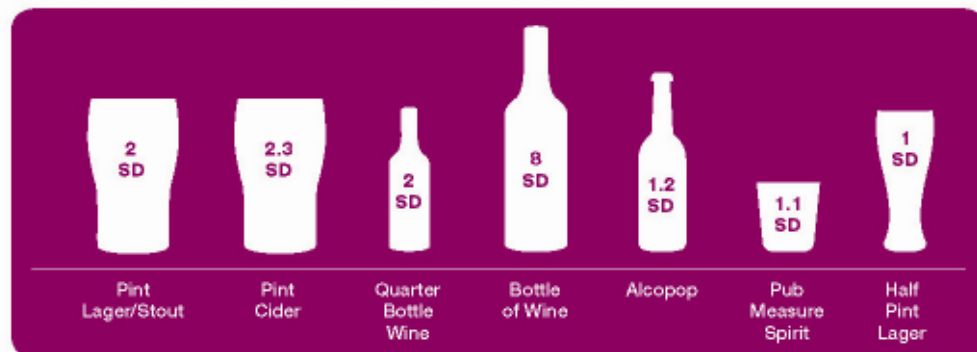 2
SD
2.3
SD
2
SD
8
SD
1.2
SD
1.1
SD
1
SD
Pint
Lager/Stout
Pint
Cider
Quarter
Bottle
Wine
Bottle
of Wine
Alcopop
Pub
Measure
Spirit
Half
Pint
Lager